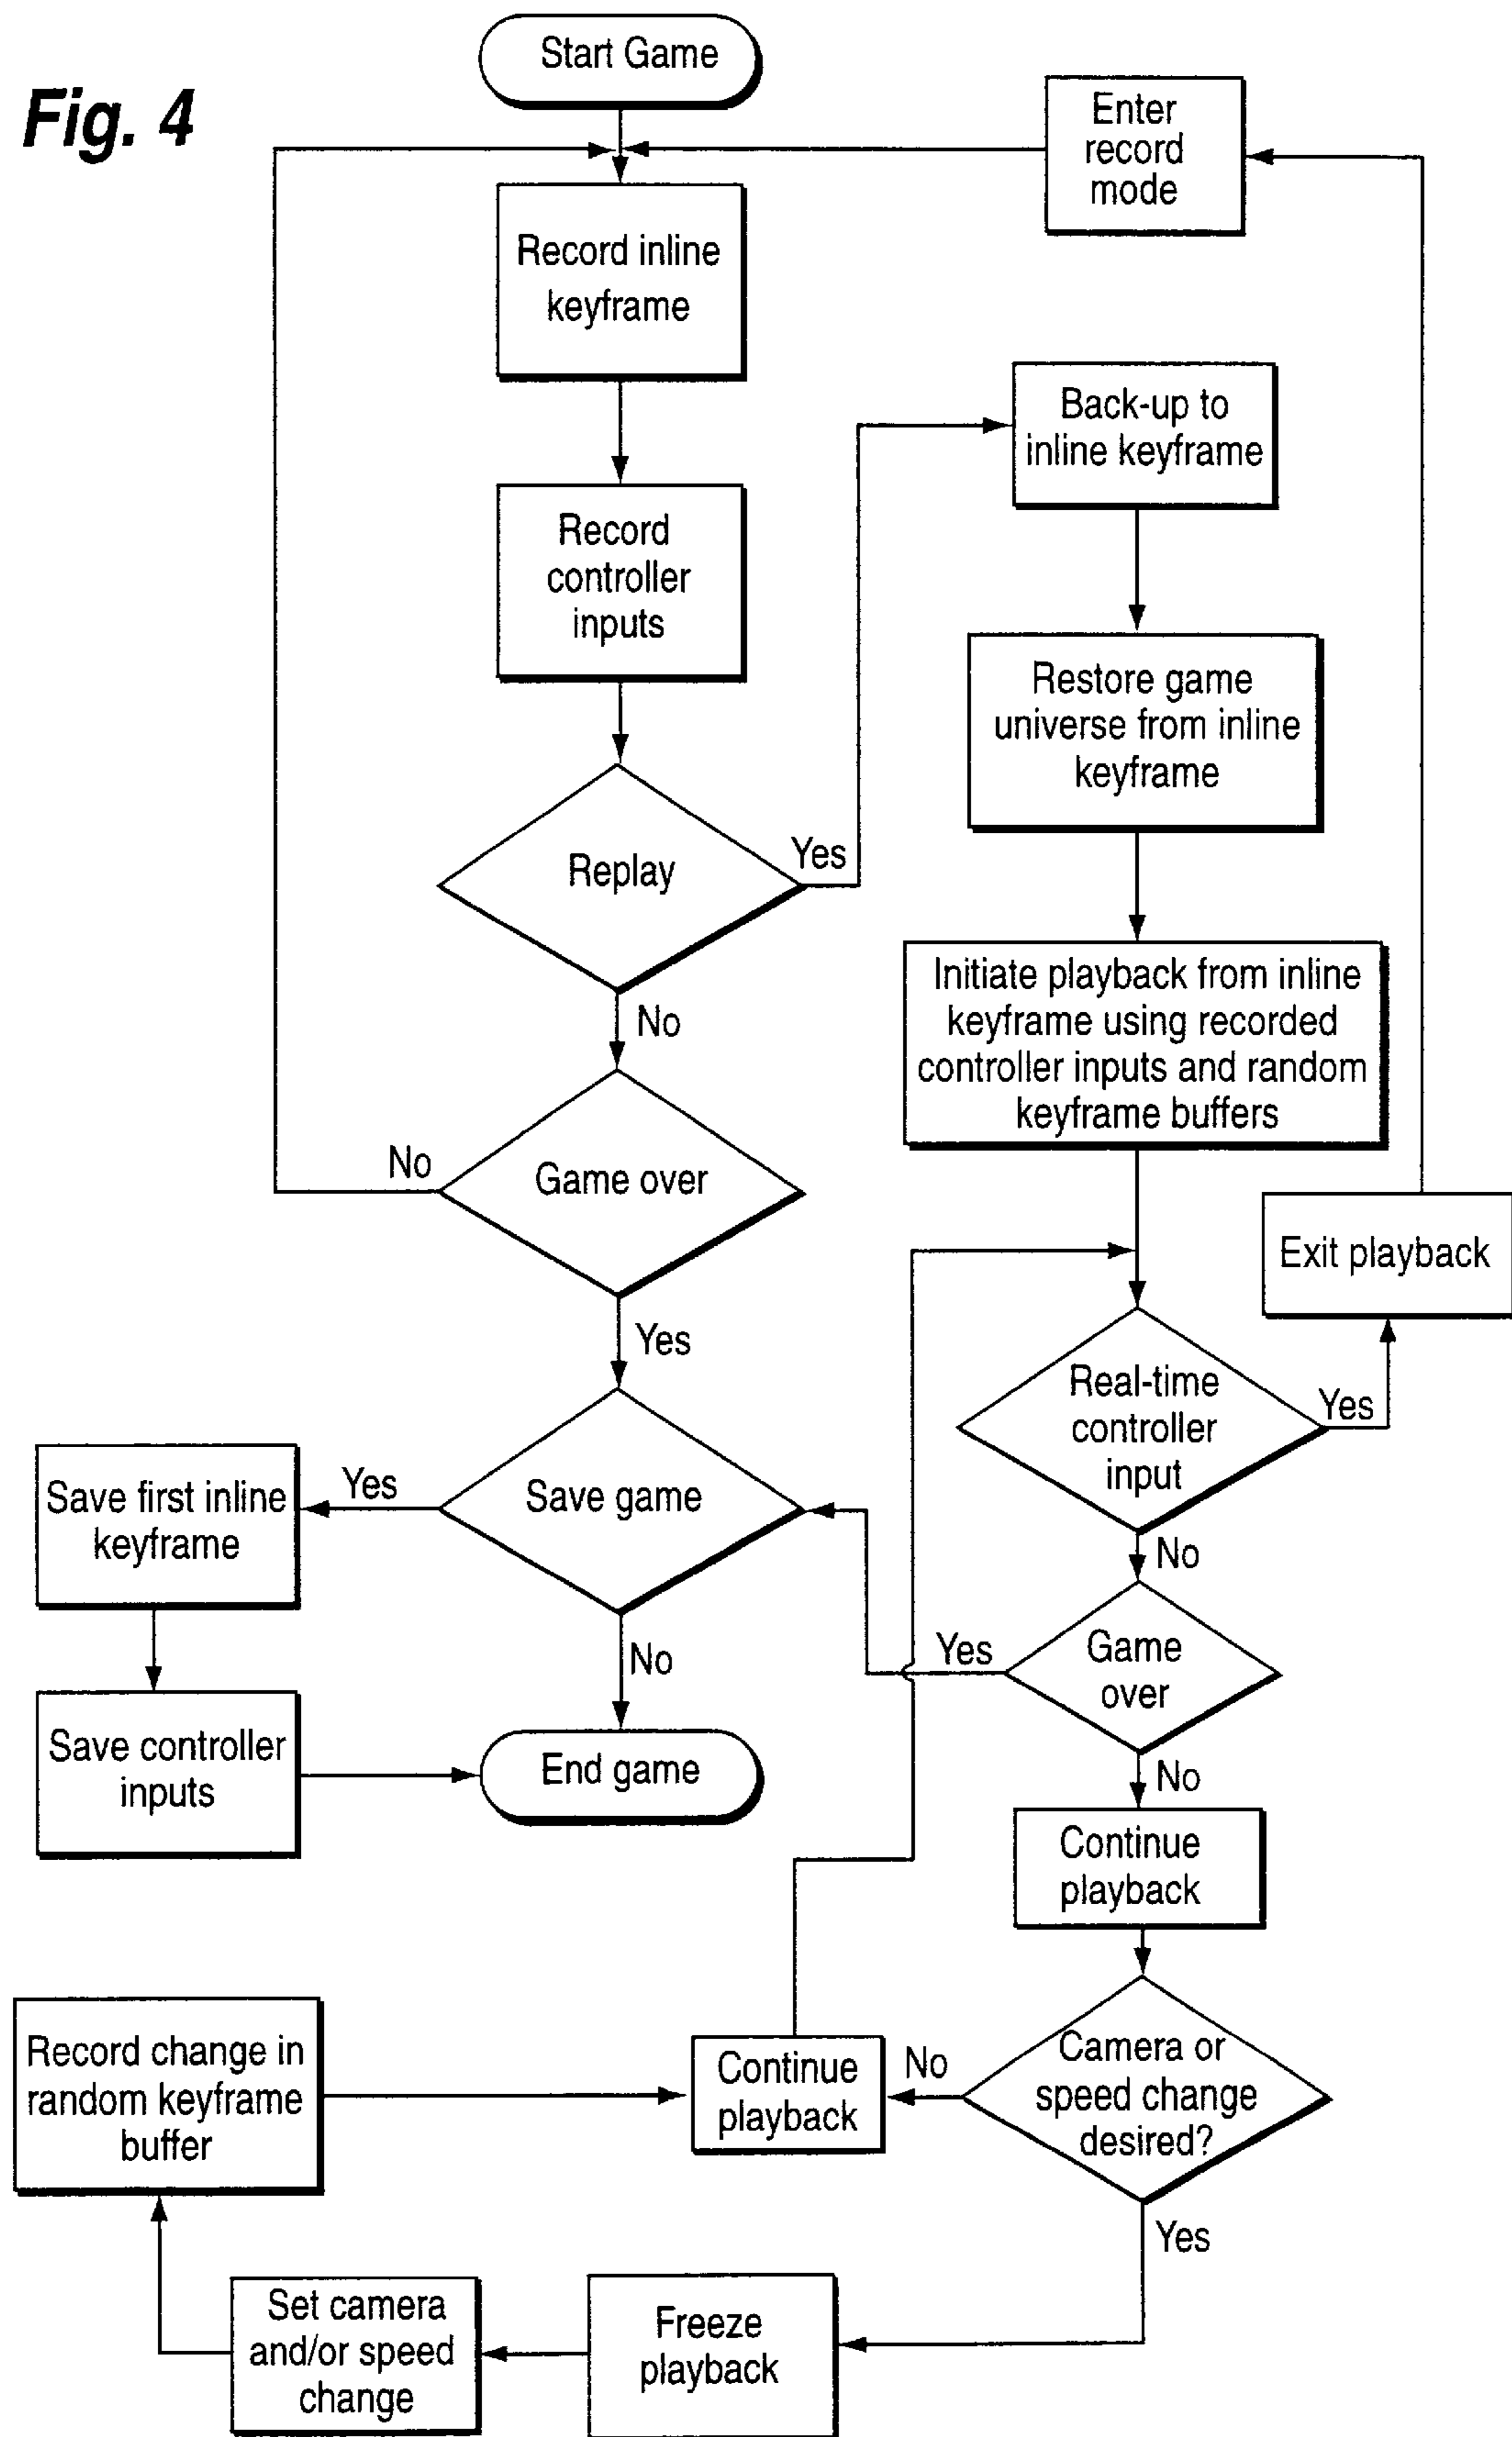 Fig. 4
Start Game
Enter
record
mode
Record inline
keyframe
Back-up to
inline keyframe
Record
controller
inputs
Restore game
universe from inline
keyframe
Replay
Yes
No
Initiate playback from inline
keyframe using recorded
controller inputs and random
keyframe buffers
Game over
No
Yes
Exit playback
Real-time
controller
input
Yes
No
Save game
Yes
No
Save first inline
keyframe
Save controller
inputs
End game
Game
over
Yes
No
Continue
playback
Camera or
speed change
desired?
No
Yes
Continue
playback
Record change in
random keyframe
buffer
Set camera
and/or speed
change
Freeze
playback